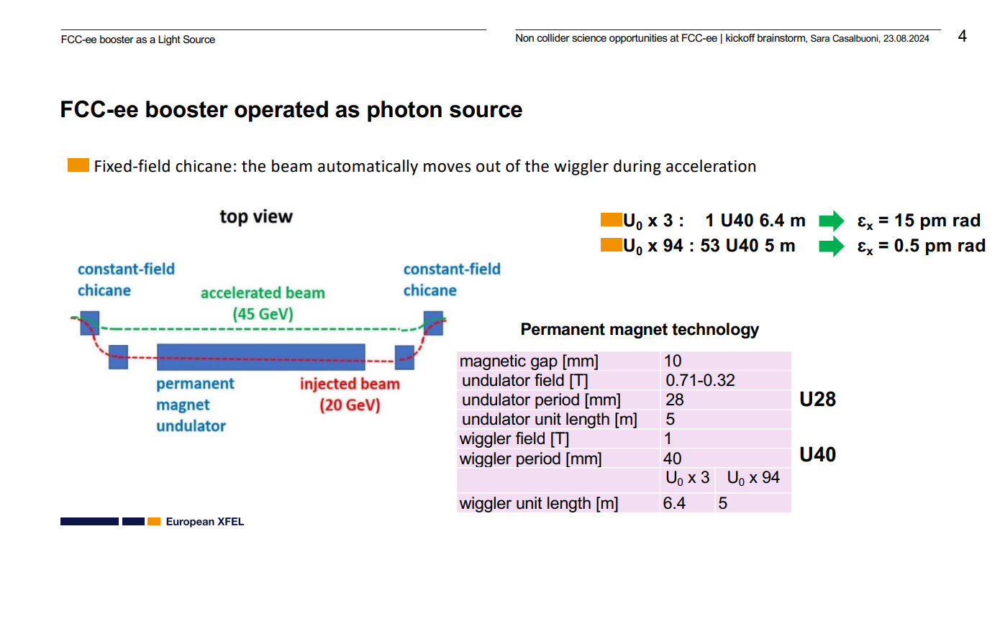 FCC-ee booster as a Light Source
Non collider science opportunities at FCC-ee | kickoff brainstorm, Sara Casalbuoni, 23.08.2024
4
FCC-ee booster operated as photon source
Fixed-field chicane: the beam automatically moves out of the wiggler during acceleration
top view
constant-field
chicane
accelerated beam
(45 GeV)
constant-field
chicane
permanent
magnet
undulator
injected beam
(20 GeV)
U₀ x 3 : 1 U40 6.4 m εₓ = 15 pm rad
U₀ x 94 : 53 U40 5 m εₓ = 0.5 pm rad
Permanent magnet technology
magnetic gap [mm] 10
undulator field [T] 0.71-0.32
undulator period [mm] 28
U28
undulator unit length [m] 5
wiggler field [T] 1
wiggler period [mm] 40
U40
U₀ x 3 U₀ x 94
wiggler unit length [m] 6.4 5
European XFEL